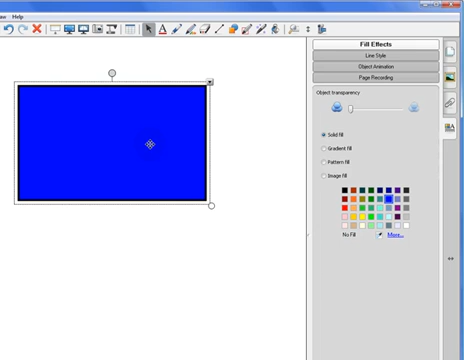 aw Help
Fill Effects
Line Style
Object Animation
Page Recording
Object transparency
Solid fill
Gradient fill
Pattern fill
Image fill
No Fill More...